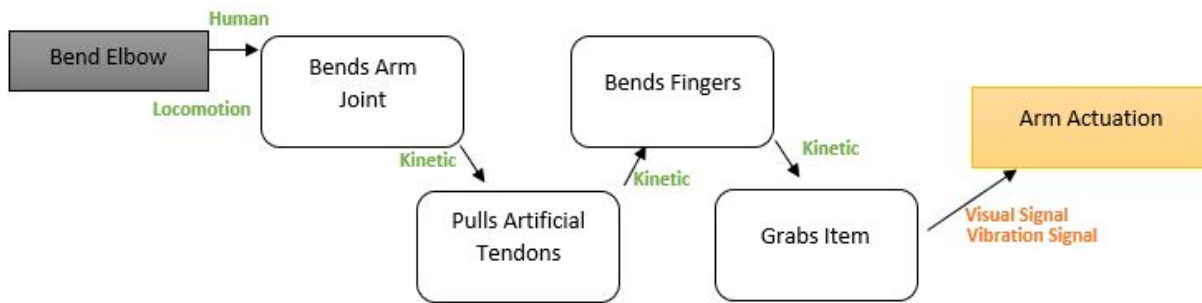 Human
Bend Elbow
Locomotion
Bends Arm
Joint
Kinetic
Pulls Artificial
Tendons
Kinetic
Bends Fingers
Kinetic
Grabs Item
Visual Signal
Vibration Signal
Arm Actuation